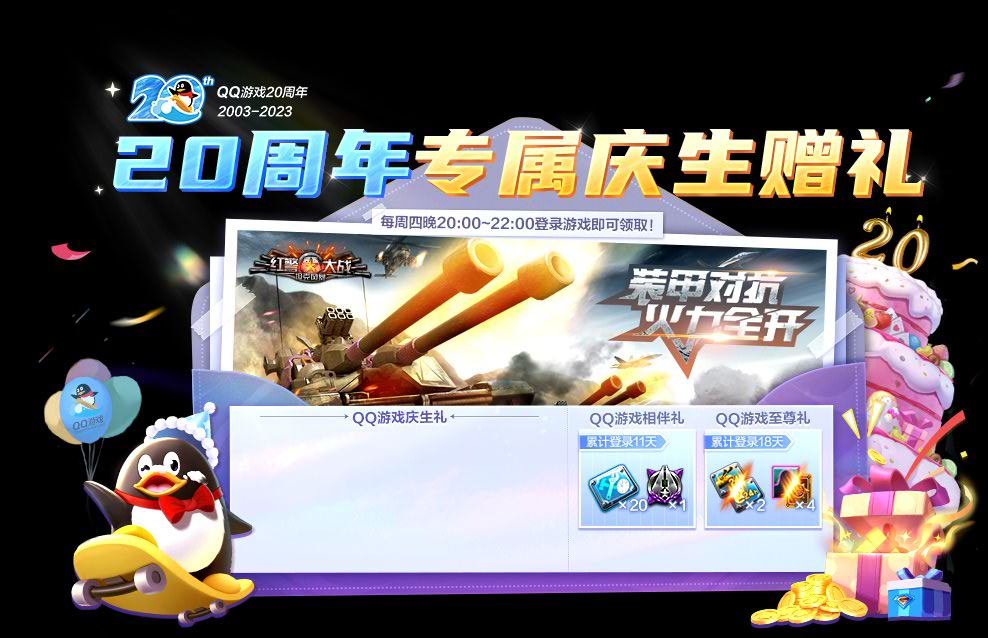 20th
QQ游戏20周年
2003-2023
20周年专属庆生赠礼
每周四晚20:00~22:00登录游戏即可领取！
20
红警大战
坦克风暴
装甲对抗
火力全开
888
QQ游戏庆生礼
QQ游戏相伴礼
QQ游戏至尊礼
累计登录11天
累计登录18天
×20
×1
×2
×4
QQ游戏